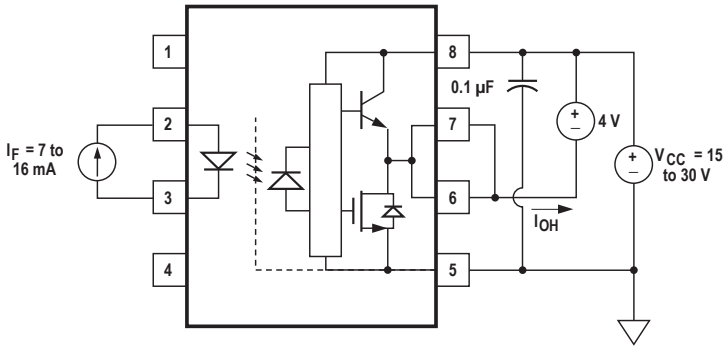 1
8
0.1 µF
2
7
+
4 V
–
I_F = 7 to
16 mA
+
V_CC = 15
–
to 30 V
3
6
I_OH
4
5